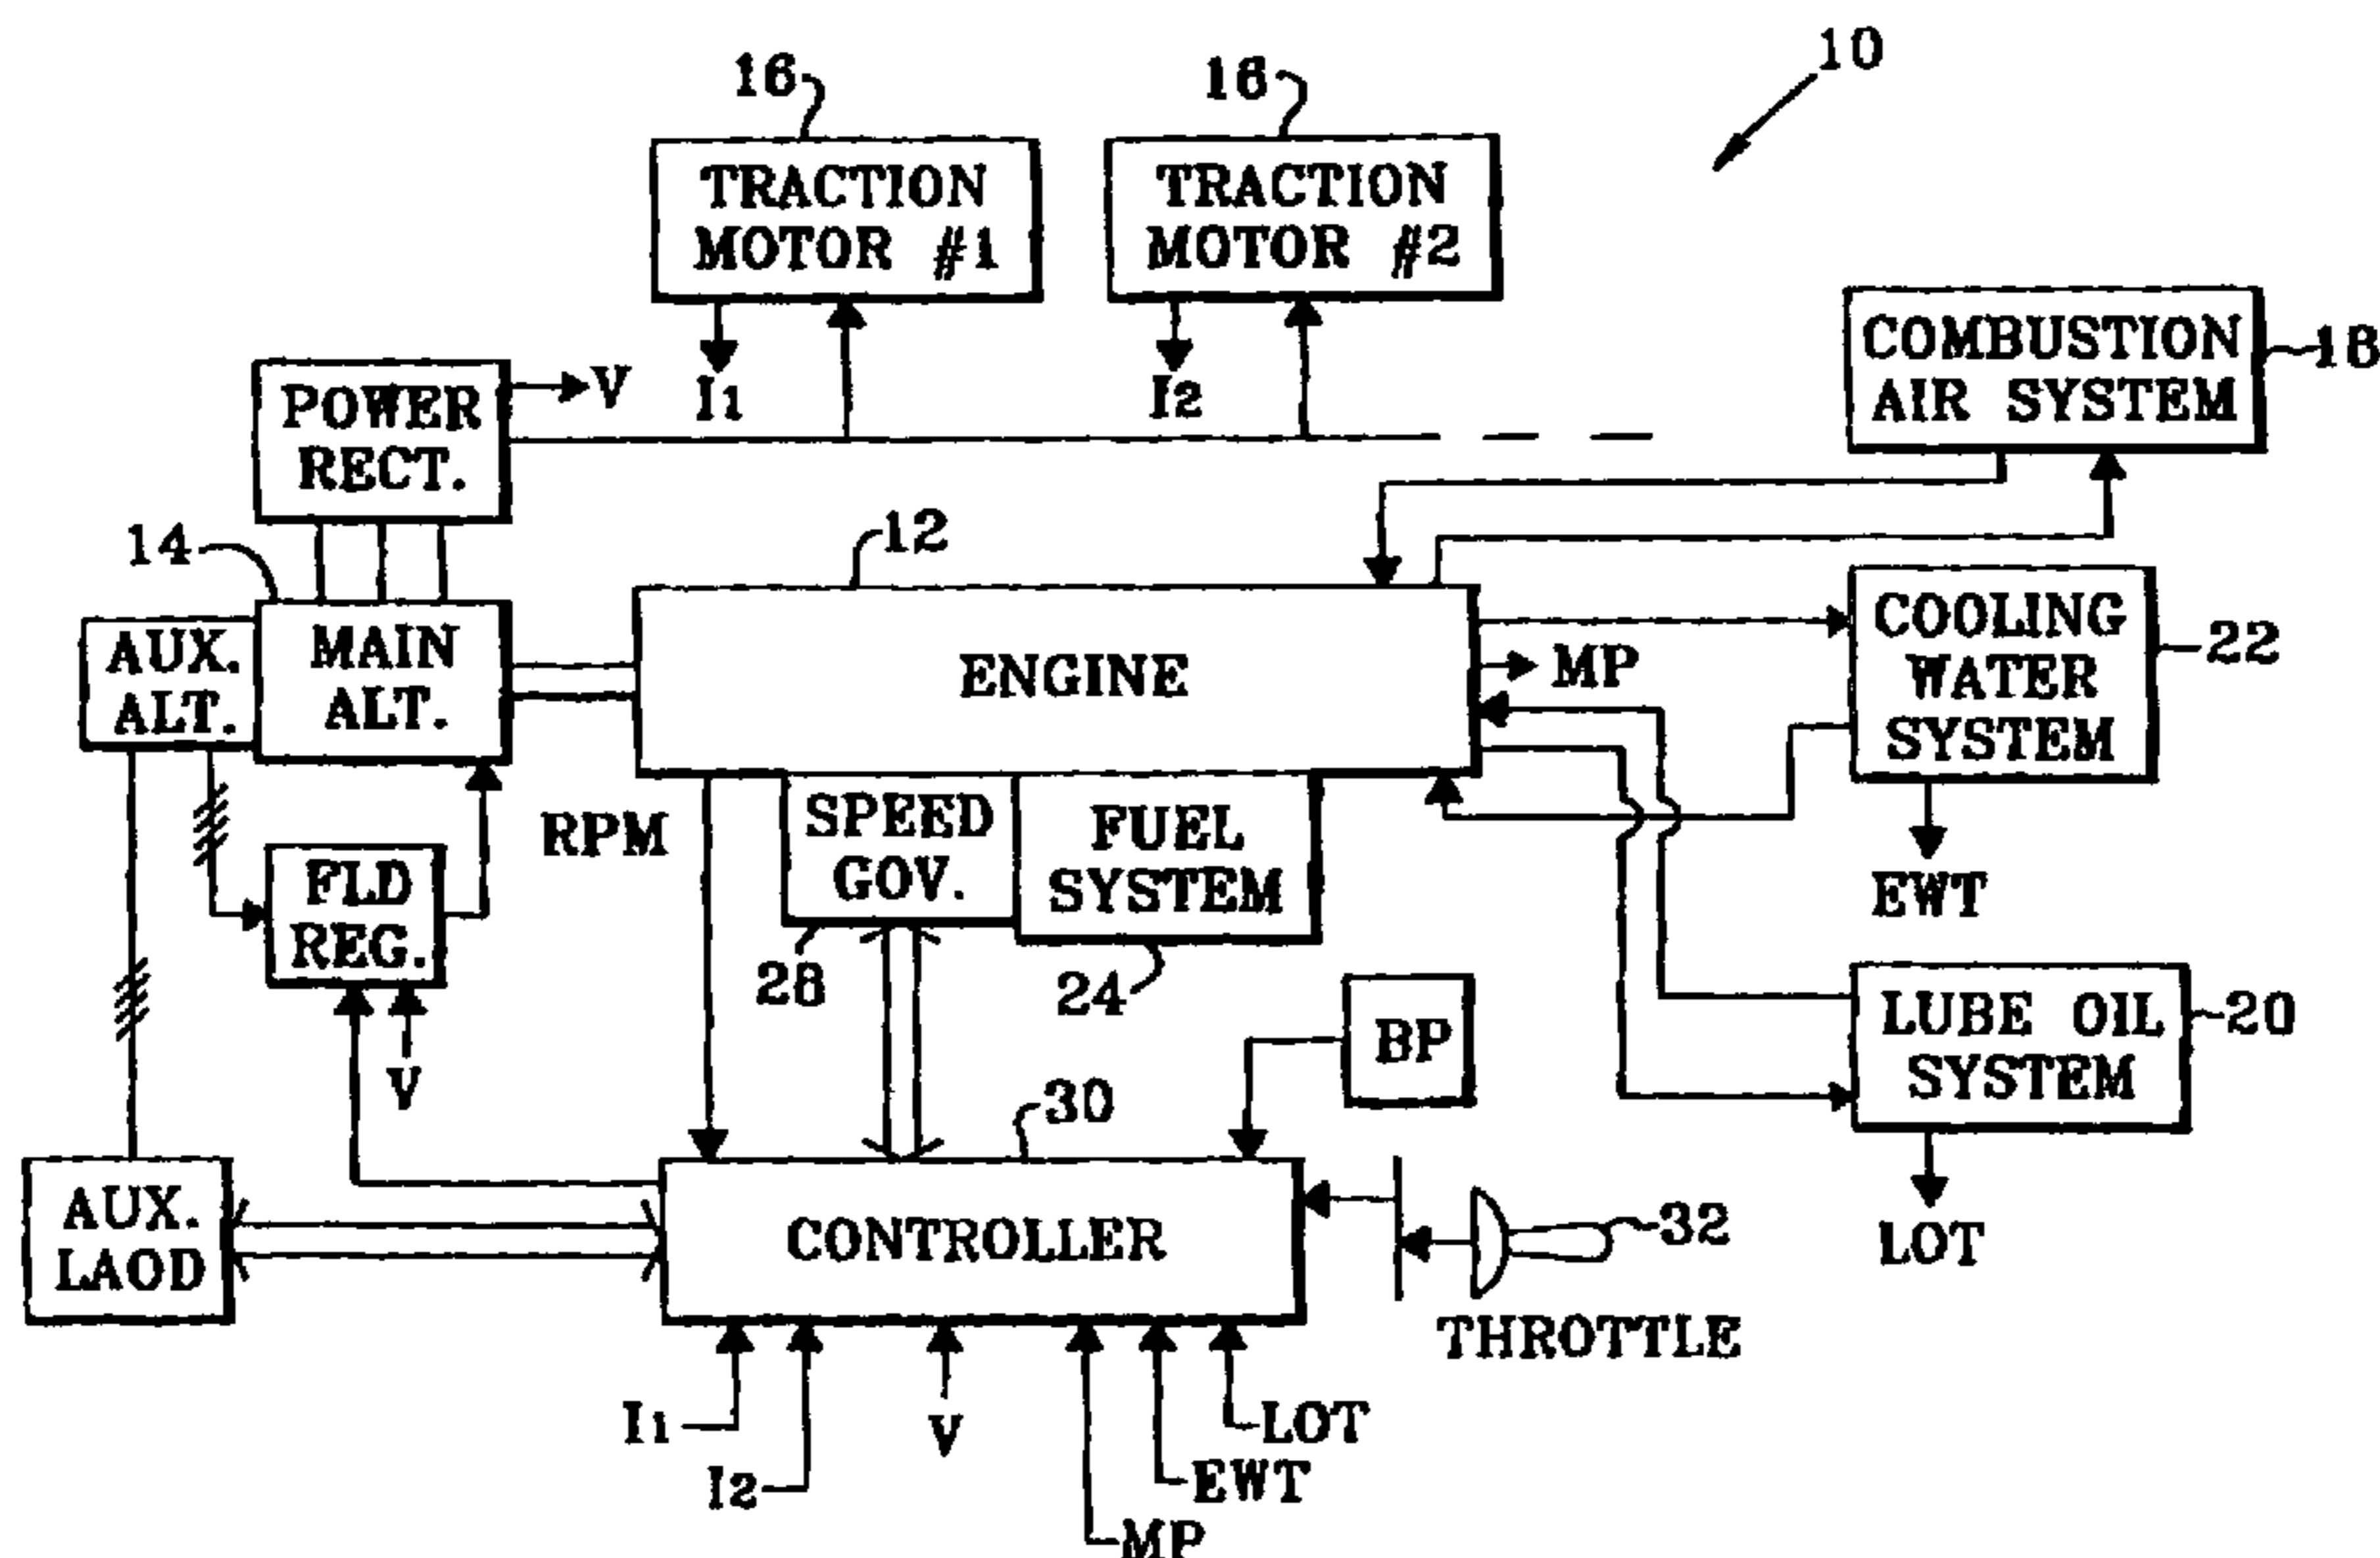 10
16
16
TRACTION
MOTOR #1
TRACTION
MOTOR #2
I1
I2
COMBUSTION
AIR SYSTEM
18
POWER
RECT.
V
14
12
AUX.
ALT.
MAIN
ALT.
ENGINE
MP
COOLING
WATER
SYSTEM
22
EWT
RPM
SPEED
GOV.
FUEL
SYSTEM
28
24
FLD
REG.
V
BP
LUBE OIL
SYSTEM
20
LOT
30
AUX.
LAOD
CONTROLLER
32
THROTTLE
I1
I2
V
LOT
EWT
MP